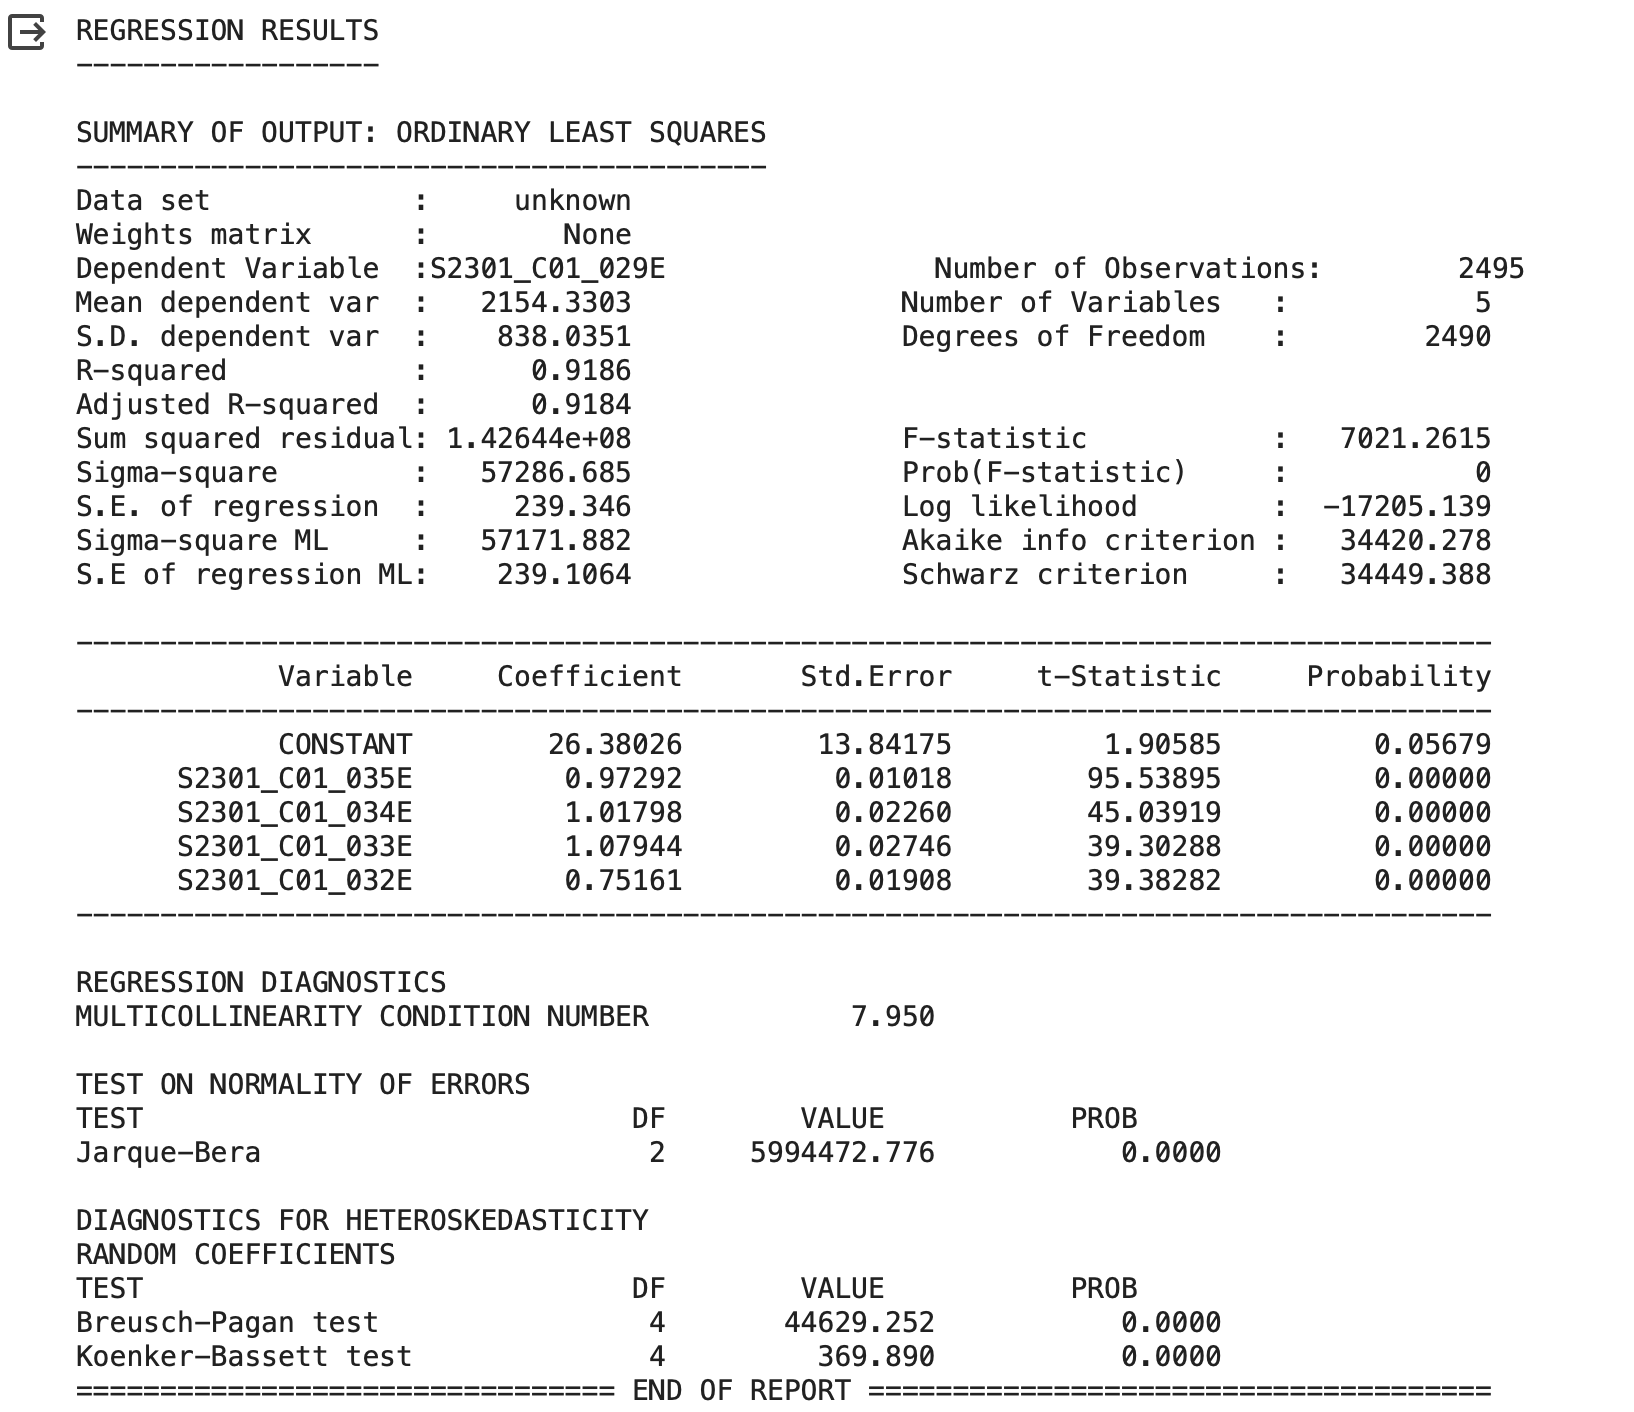 REGRESSION RESULTS
------------------
SUMMARY OF OUTPUT: ORDINARY LEAST SQUARES
-----------------------------------------
Data set            :     unknown
Weights matrix      :        None
Dependent Variable  :S2301_C01_029E                Number of Observations:        2495
Mean dependent var  :   2154.3303                Number of Variables   :           5
S.D. dependent var  :    838.0351                Degrees of Freedom    :        2490
R-squared           :      0.9186
Adjusted R-squared  :      0.9184
Sum squared residual: 1.42644e+08                F-statistic           :   7021.2615
Sigma-square        :   57286.685                Prob(F-statistic)     :           0
S.E. of regression  :     239.346                Log likelihood        :  -17205.139
Sigma-square ML     :   57171.882                Akaike info criterion :   34420.278
S.E of regression ML:    239.1064                Schwarz criterion     :   34449.388
------------------------------------------------------------------------------------
            Variable     Coefficient       Std.Error     t-Statistic     Probability
------------------------------------------------------------------------------------
            CONSTANT        26.38026        13.84175         1.90585         0.05679
      S2301_C01_035E         0.97292         0.01018        95.53895         0.00000
      S2301_C01_034E         1.01798         0.02260        45.03919         0.00000
      S2301_C01_033E         1.07944         0.02746        39.30288         0.00000
      S2301_C01_032E         0.75161         0.01908        39.38282         0.00000
------------------------------------------------------------------------------------
REGRESSION DIAGNOSTICS
MULTICOLLINEARITY CONDITION NUMBER            7.950
TEST ON NORMALITY OF ERRORS
TEST                             DF        VALUE           PROB
Jarque-Bera                       2     5994472.776           0.0000
DIAGNOSTICS FOR HETEROSKEDASTICITY
RANDOM COEFFICIENTS
TEST                             DF        VALUE           PROB
Breusch-Pagan test                4       44629.252           0.0000
Koenker-Bassett test              4         369.890           0.0000
================================ END OF REPORT =====================================